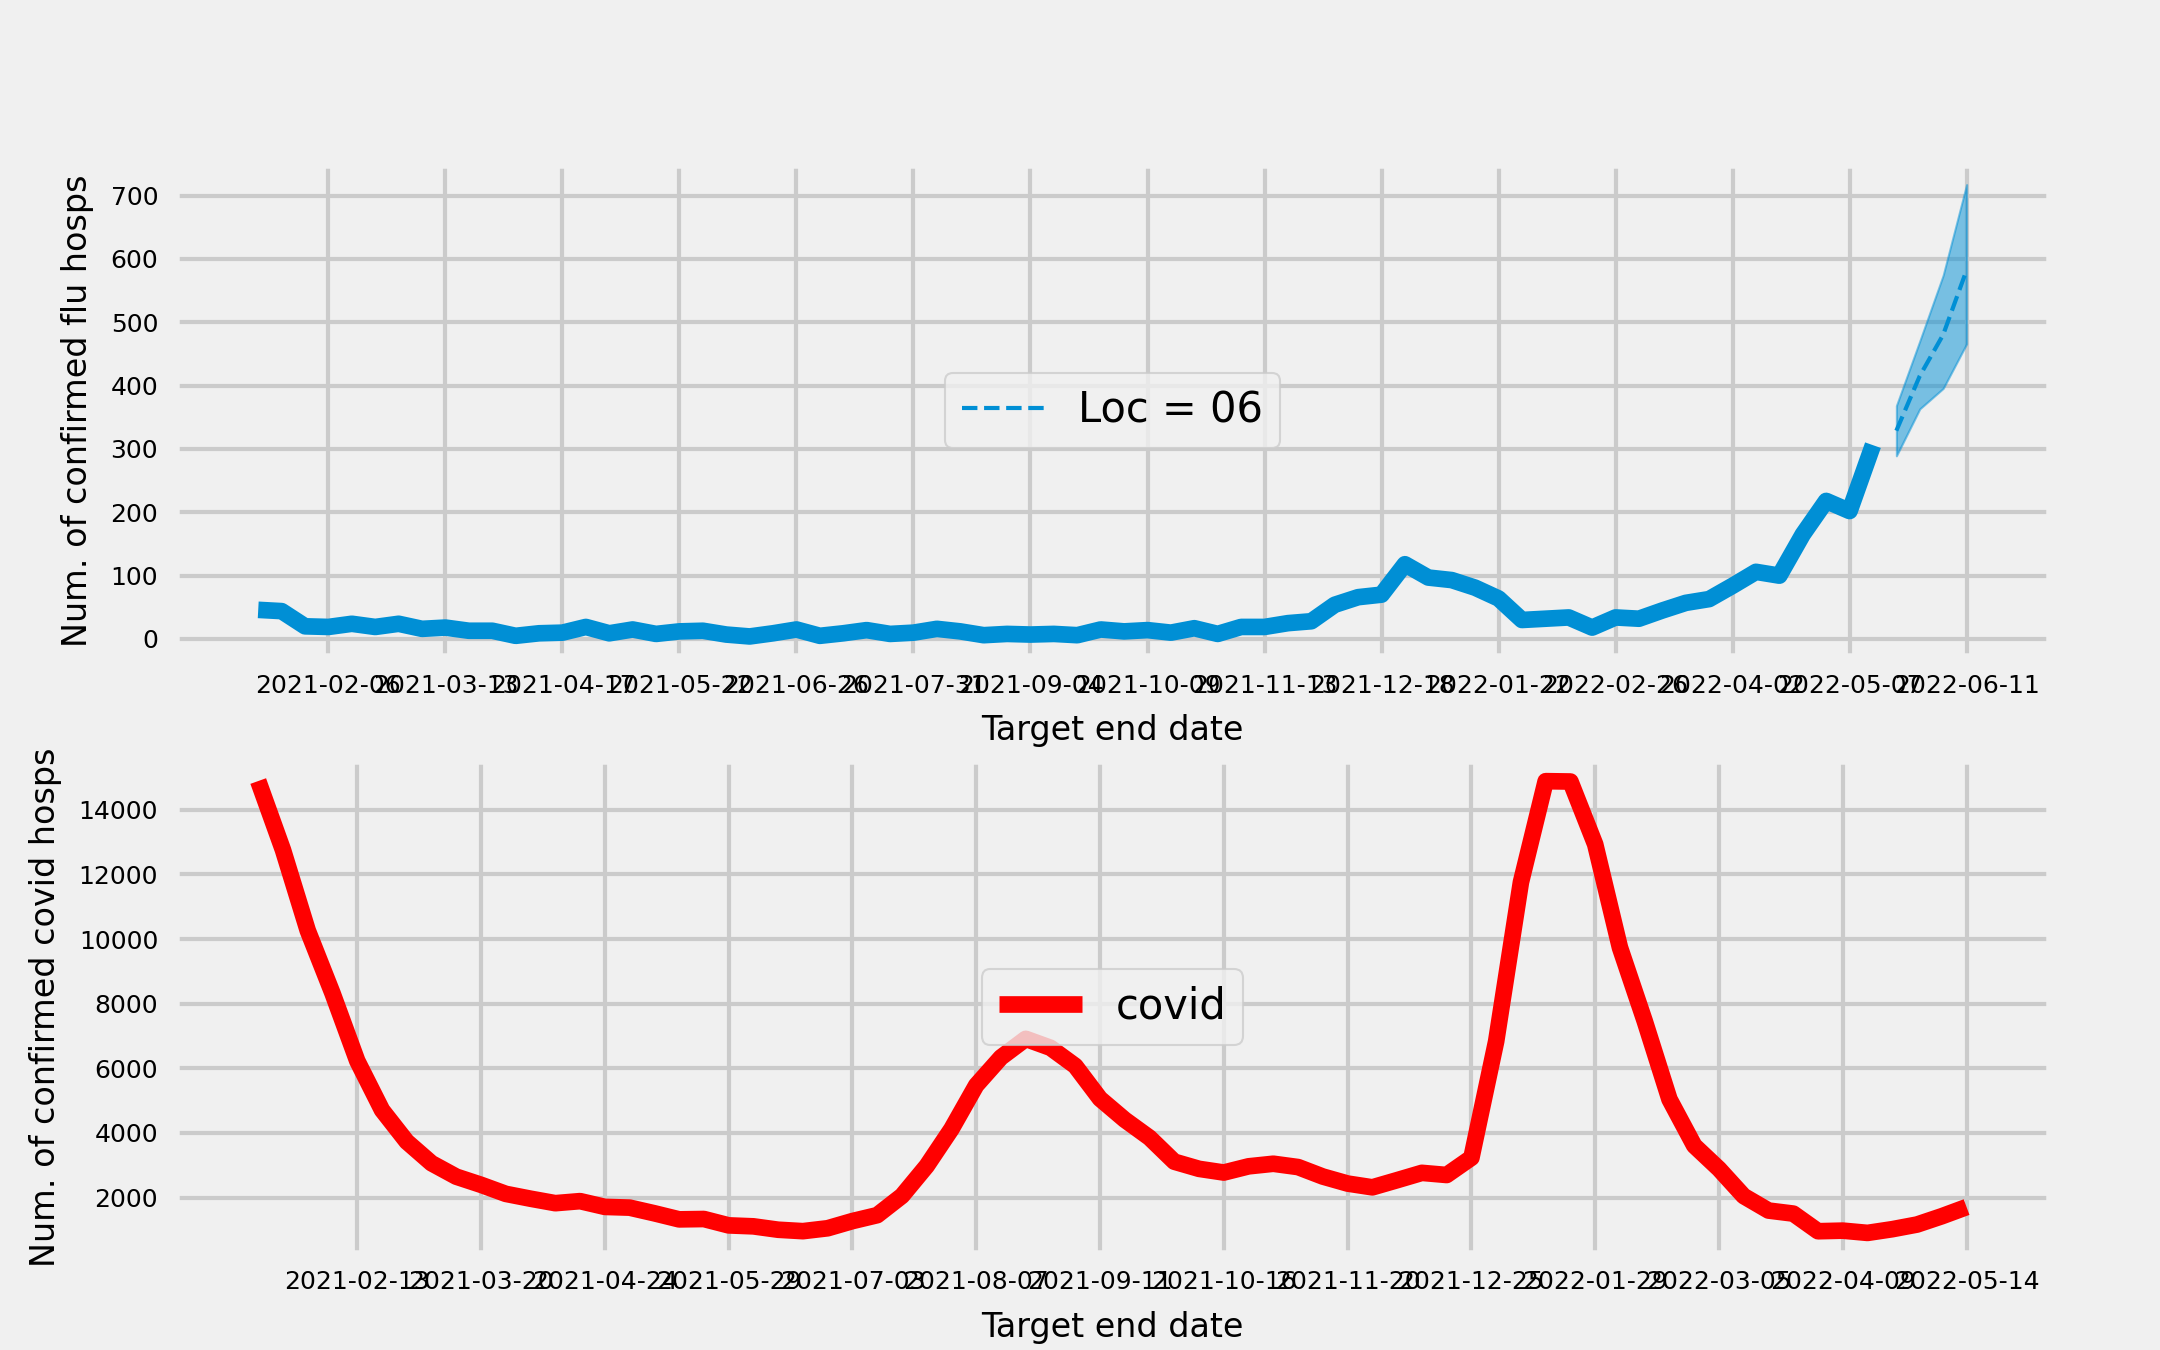 Num. of confirmed flu hosps
700
600
500
400
300
200
100
0
Loc = 06
2021-02-06 2021-03-13 2021-04-17 2021-05-22 2021-06-26 2021-07-31 2021-09-04 2021-10-09 2021-11-13 2021-12-18 2022-01-22 2022-02-26 2022-04-02 2022-05-07 2022-06-11
Target end date
Num. of confirmed covid hosps
14000
12000
10000
8000
6000
4000
2000
covid
2021-02-13 2021-03-20 2021-04-24 2021-05-29 2021-07-03 2021-08-07 2021-09-11 2021-10-16 2021-11-20 2021-12-25 2022-01-29 2022-03-05 2022-04-09 2022-05-14
Target end date